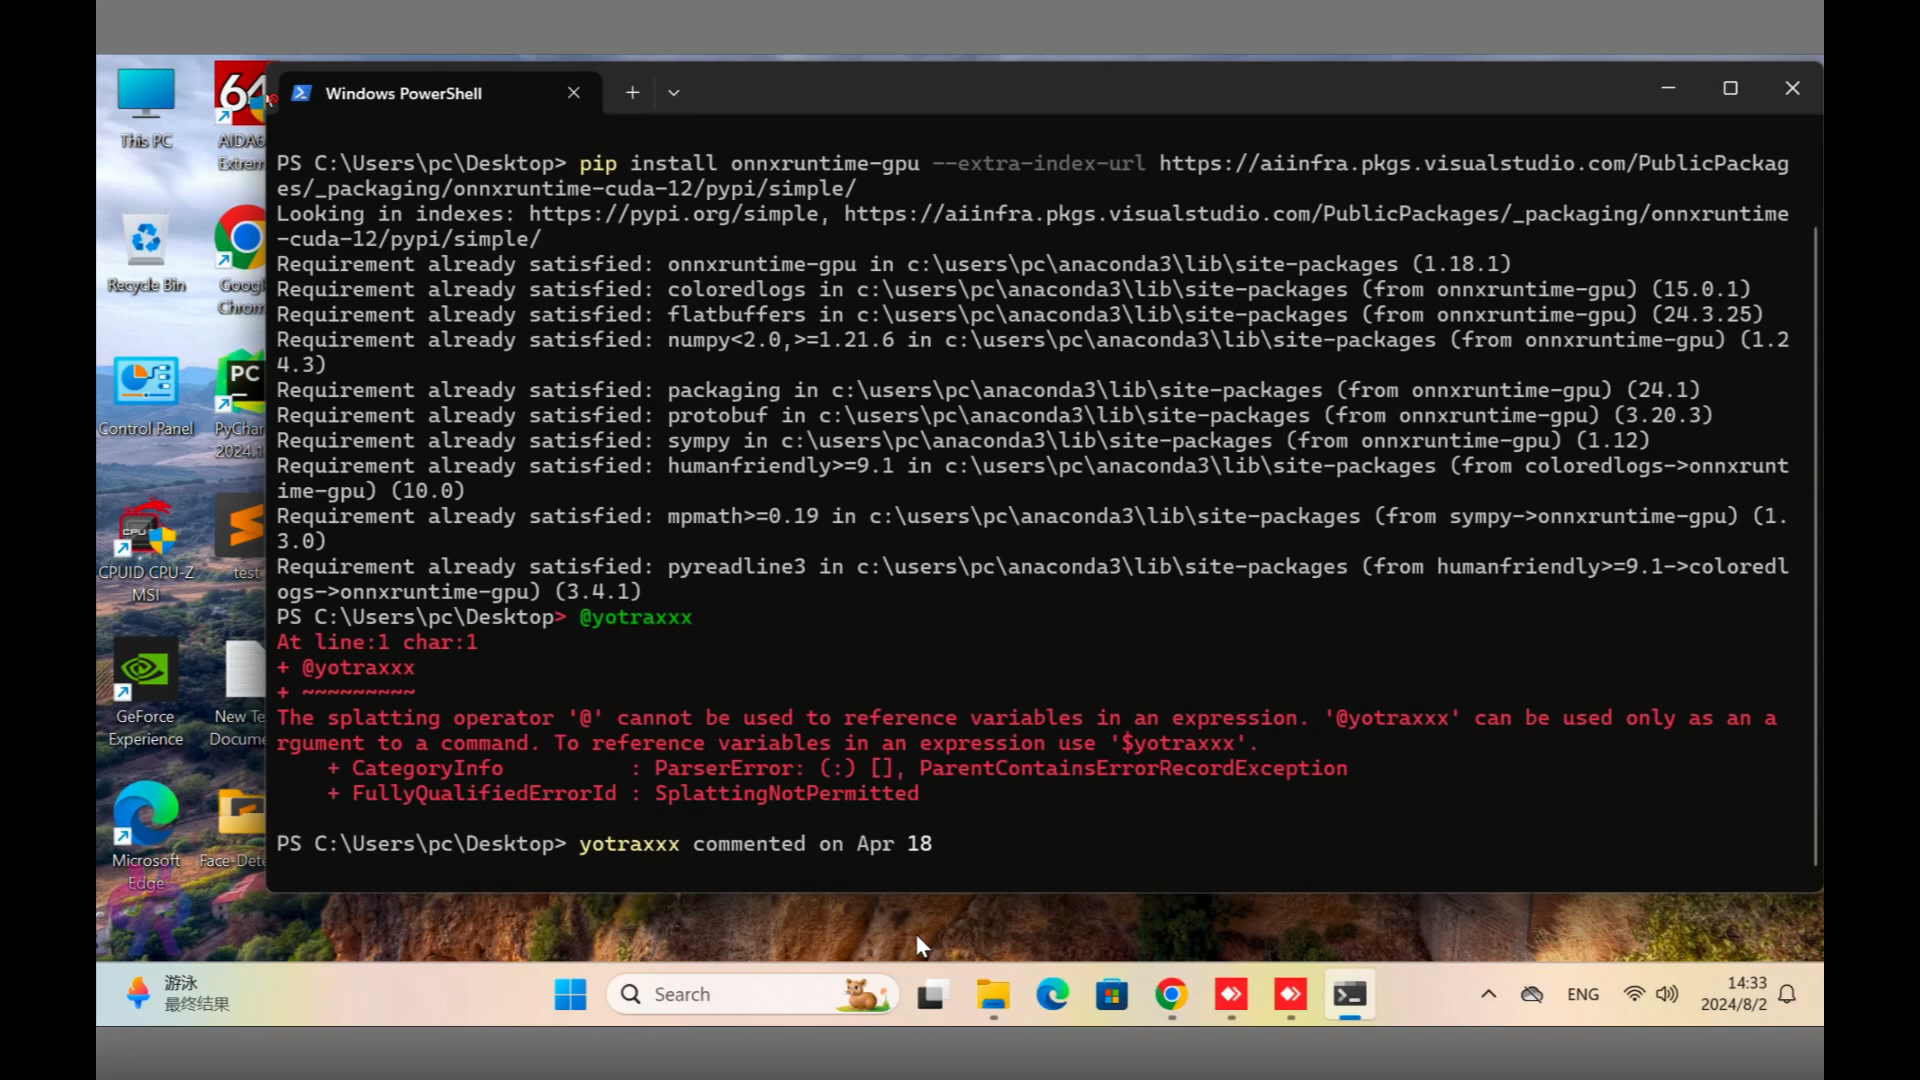 Windows PowerShell
PS C:\Users\pc\Desktop> pip install onnxruntime-gpu --extra-index-url https://aiinfra.pkgs.visualstudio.com/PublicPackag
es/_packaging/onnxruntime-cuda-12/pypi/simple/
Looking in indexes: https://pypi.org/simple, https://aiinfra.pkgs.visualstudio.com/PublicPackages/_packaging/onnxruntime
-cuda-12/pypi/simple/
Requirement already satisfied: onnxruntime-gpu in c:\users\pc\anaconda3\lib\site-packages (1.18.1)
Requirement already satisfied: coloredlogs in c:\users\pc\anaconda3\lib\site-packages (from onnxruntime-gpu) (15.0.1)
Requirement already satisfied: flatbuffers in c:\users\pc\anaconda3\lib\site-packages (from onnxruntime-gpu) (24.3.25)
Requirement already satisfied: numpy<2.0,>=1.21.6 in c:\users\pc\anaconda3\lib\site-packages (from onnxruntime-gpu) (1.2
4.3)
Requirement already satisfied: packaging in c:\users\pc\anaconda3\lib\site-packages (from onnxruntime-gpu) (24.1)
Requirement already satisfied: protobuf in c:\users\pc\anaconda3\lib\site-packages (from onnxruntime-gpu) (3.20.3)
Requirement already satisfied: sympy in c:\users\pc\anaconda3\lib\site-packages (from onnxruntime-gpu) (1.12)
Requirement already satisfied: humanfriendly>=9.1 in c:\users\pc\anaconda3\lib\site-packages (from coloredlogs->onnxrunt
ime-gpu) (10.0)
Requirement already satisfied: mpmath>=0.19 in c:\users\pc\anaconda3\lib\site-packages (from sympy->onnxruntime-gpu) (1.
3.0)
Requirement already satisfied: pyreadline3 in c:\users\pc\anaconda3\lib\site-packages (from humanfriendly>=9.1->coloredl
ogs->onnxruntime-gpu) (3.4.1)
PS C:\Users\pc\Desktop> @yotraxxx
At line:1 char:1
+ @yotraxxx
+ ~~~~~~~~~
The splatting operator '@' cannot be used to reference variables in an expression. '@yotraxxx' can be used only as an a
rgument to a command. To reference variables in an expression use '$yotraxxx'.
    + CategoryInfo          : ParserError: (:) [], ParentContainsErrorRecordException
    + FullyQualifiedErrorId : SplattingNotPermitted
PS C:\Users\pc\Desktop> yotraxxx commented on Apr 18
This PC
64
AIDA6
Extrem
Recycle Bin
Googl
Chrom
Control Panel
PC
PyChar
2024.1
CPU
CPUID CPU-Z
MSI
test
GeForce
Experience
New Te
Docume
Microsoft
Edge
Face-Dete
游泳
最终结果
Search
ENG
14:33
2024/8/2